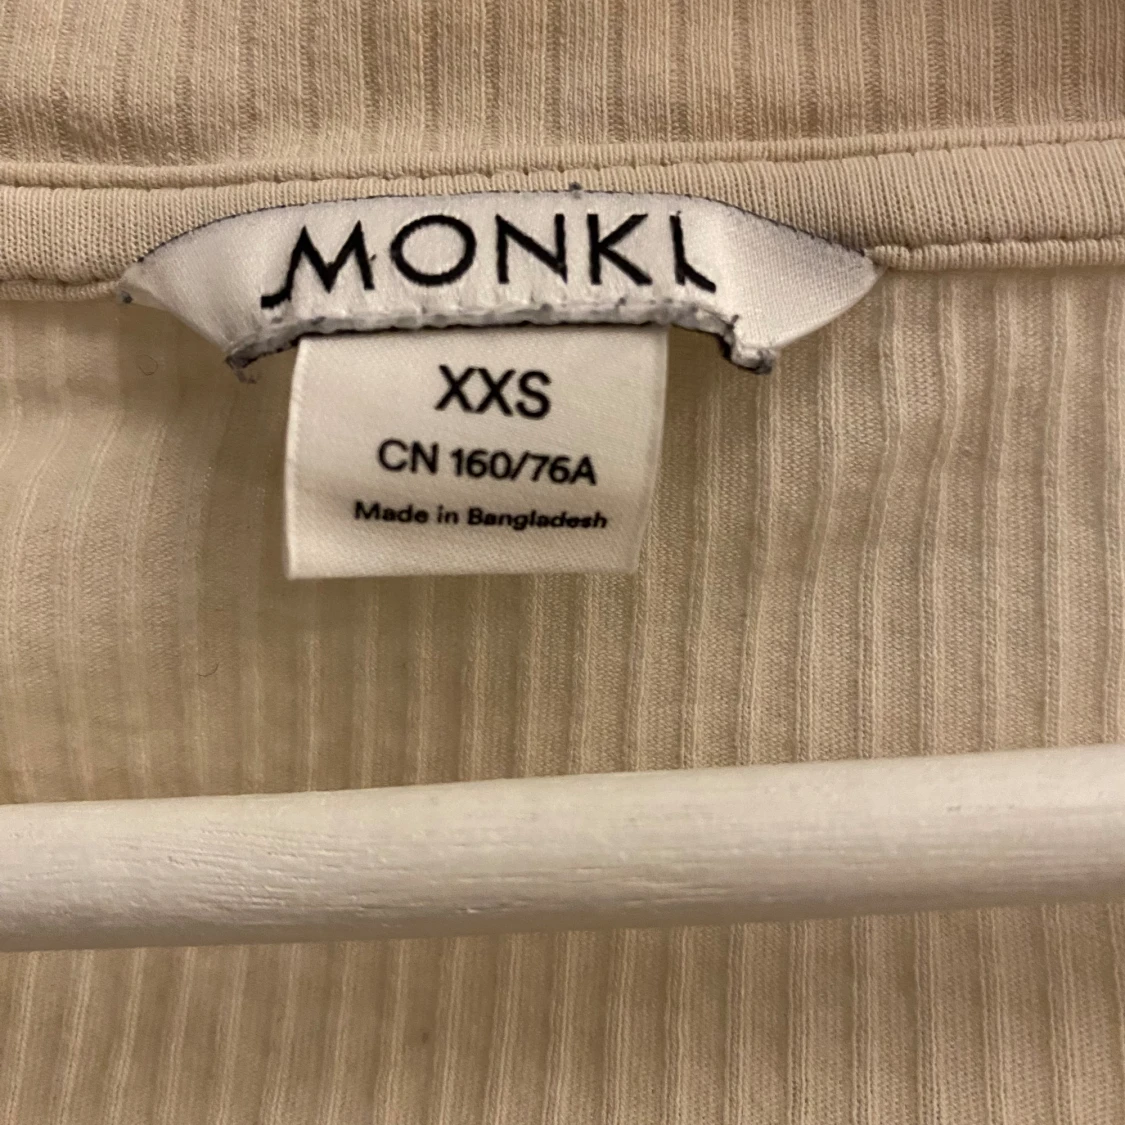 MONKI
XXS
CN 160/76A
Made in Bangladesh